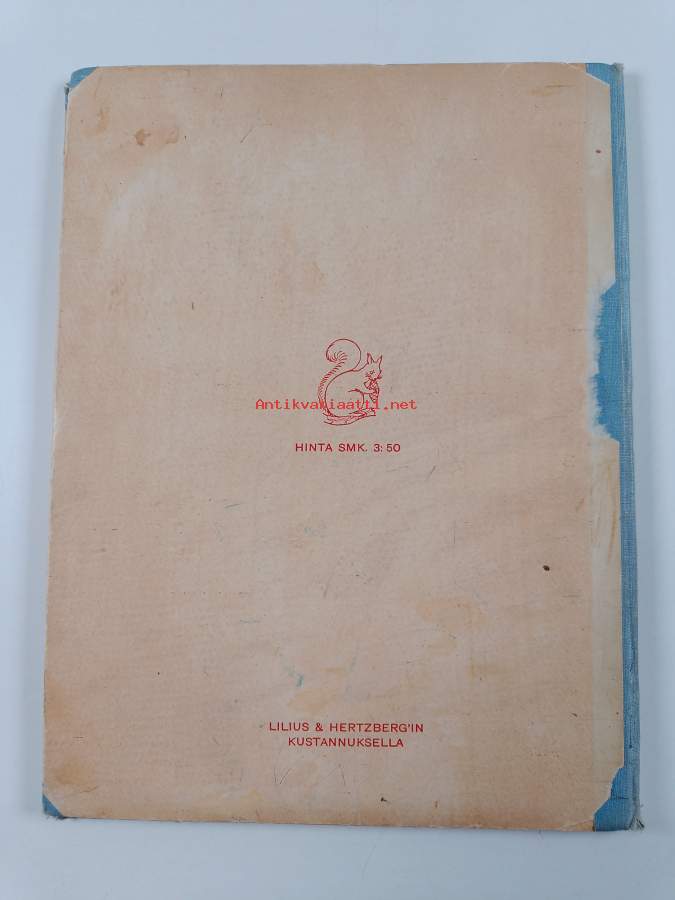 Antikvariaatti.net
HINTA SMK. 3:50
LILIUS & HERTZBERG'IN
KUSTANNUKSELLA